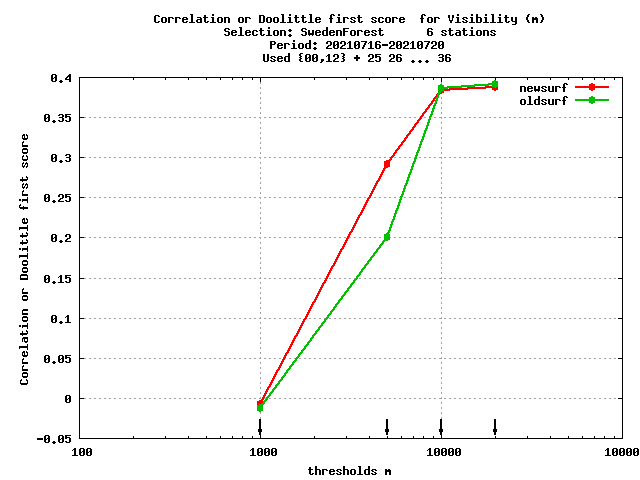 Correlation or Doolittle first score  for Visibility (m)
Selection: SwedenForest      6 stations
Period: 20210716-20210720
Used {00,12} + 25 26 ... 36
newsurf
oldsurf
0.4
0.35
0.3
0.25
0.2
0.15
0.1
0.05
0
-0.05
Correlation or Doolittle first score
100 1000 10000 10000
thresholds m